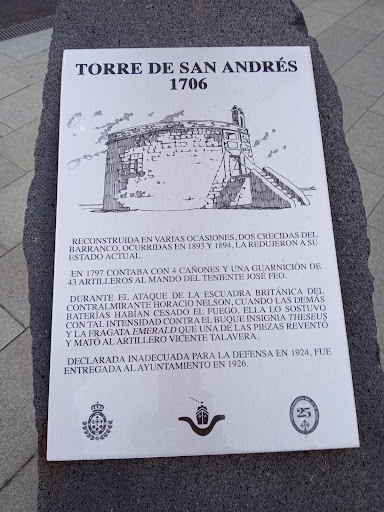 TORRE DE SAN ANDRÉS
1706
RECONSTRUIDA EN VARIAS OCASIONES, DOS CRECIDAS DEL
BARRANCO, OCURRIDAS EN 1893 Y 1894, LA REDUJERON A SU
ESTADO ACTUAL.
EN 1797 CONTABA CON 4 CAÑONES Y UNA GUARNICIÓN DE
43 ARTILLEROS AL MANDO DEL TENIENTE JOSÉ FEO.
DURANTE EL ATAQUE DE LA ESCUADRA BRITÁNICA DEL
CONTRALMIRANTE HORACIO NELSON, CUANDO LAS DEMÁS
BATERÍAS HABÍAN CESADO EL FUEGO, ELLA LO SOSTUVO
CON TAL INTENSIDAD CONTRA EL BUQUE INSIGNIA THESEUS
Y LA FRAGATA EMERALD QUE UNA DE LAS PIEZAS REVENTÓ
Y MATÓ AL ARTILLERO VICENTE TALAVERA.
DECLARADA INADECUADA PARA LA DEFENSA EN 1924, FUE
ENTREGADA AL AYUNTAMIENTO EN 1926.
25